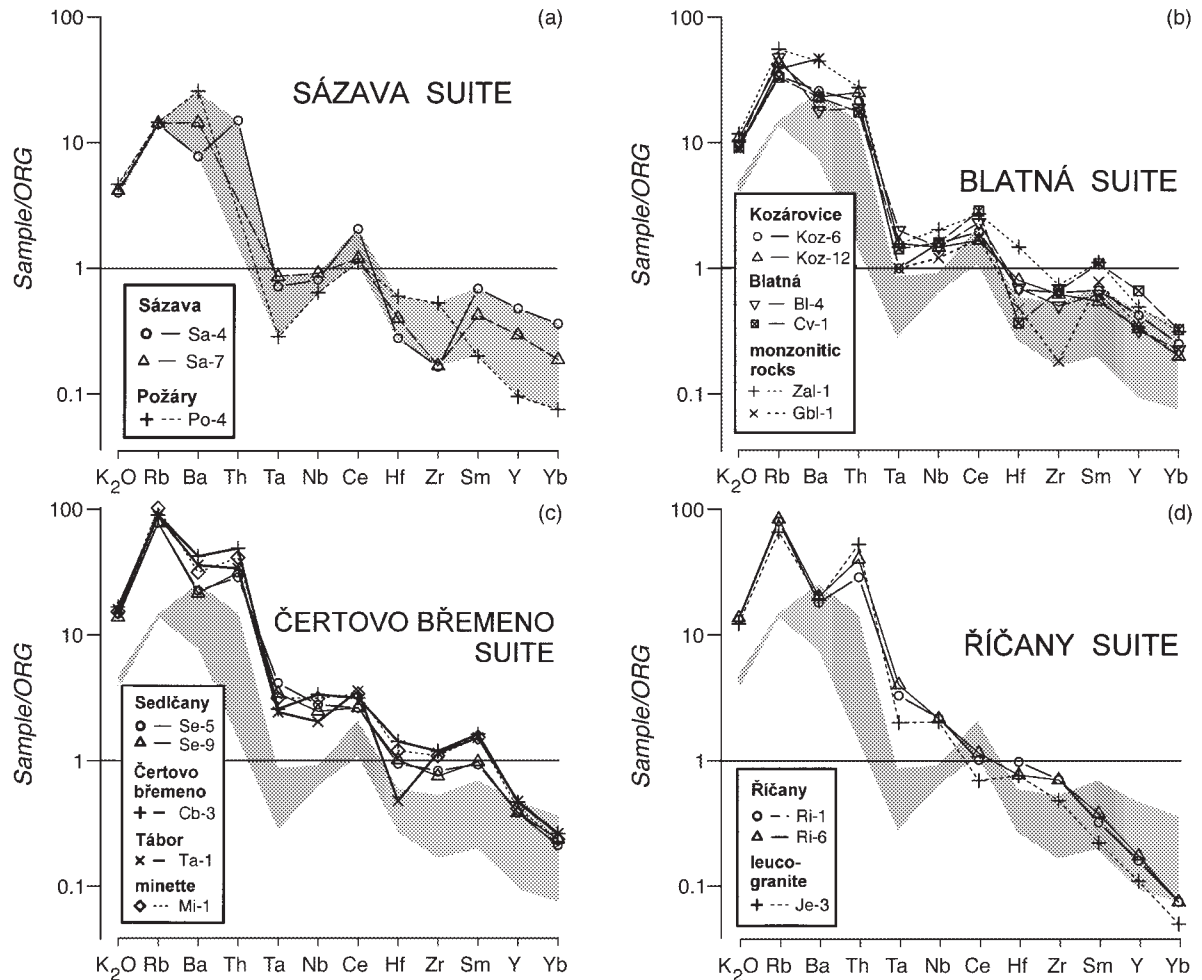 (a)
SÁZAVA SUITE
Sample/ORG
100
10
1
0.1
Sázava
Sa-4
Sa-7
Požáry
Po-4
K2O Rb Ba Th Ta Nb Ce Hf Zr Sm Y Yb
(b)
BLATNÁ SUITE
Sample/ORG
100
10
1
0.1
Kozárovice
Koz-6
Koz-12
Blatná
Bl-4
Cv-1
monzonitic
rocks
Zal-1
Gbl-1
K2O Rb Ba Th Ta Nb Ce Hf Zr Sm Y Yb
(c)
ČERTOVO BŘEMENO
SUITE
Sample/ORG
100
10
1
0.1
Sedlčany
Se-5
Se-9
Čertovo
břemeno
Cb-3
Tábor
Ta-1
minette
Mi-1
K2O Rb Ba Th Ta Nb Ce Hf Zr Sm Y Yb
(d)
ŘÍČANY SUITE
Sample/ORG
100
10
1
0.1
Říčany
Ri-1
Ri-6
leuco-
granite
Je-3
K2O Rb Ba Th Ta Nb Ce Hf Zr Sm Y Yb